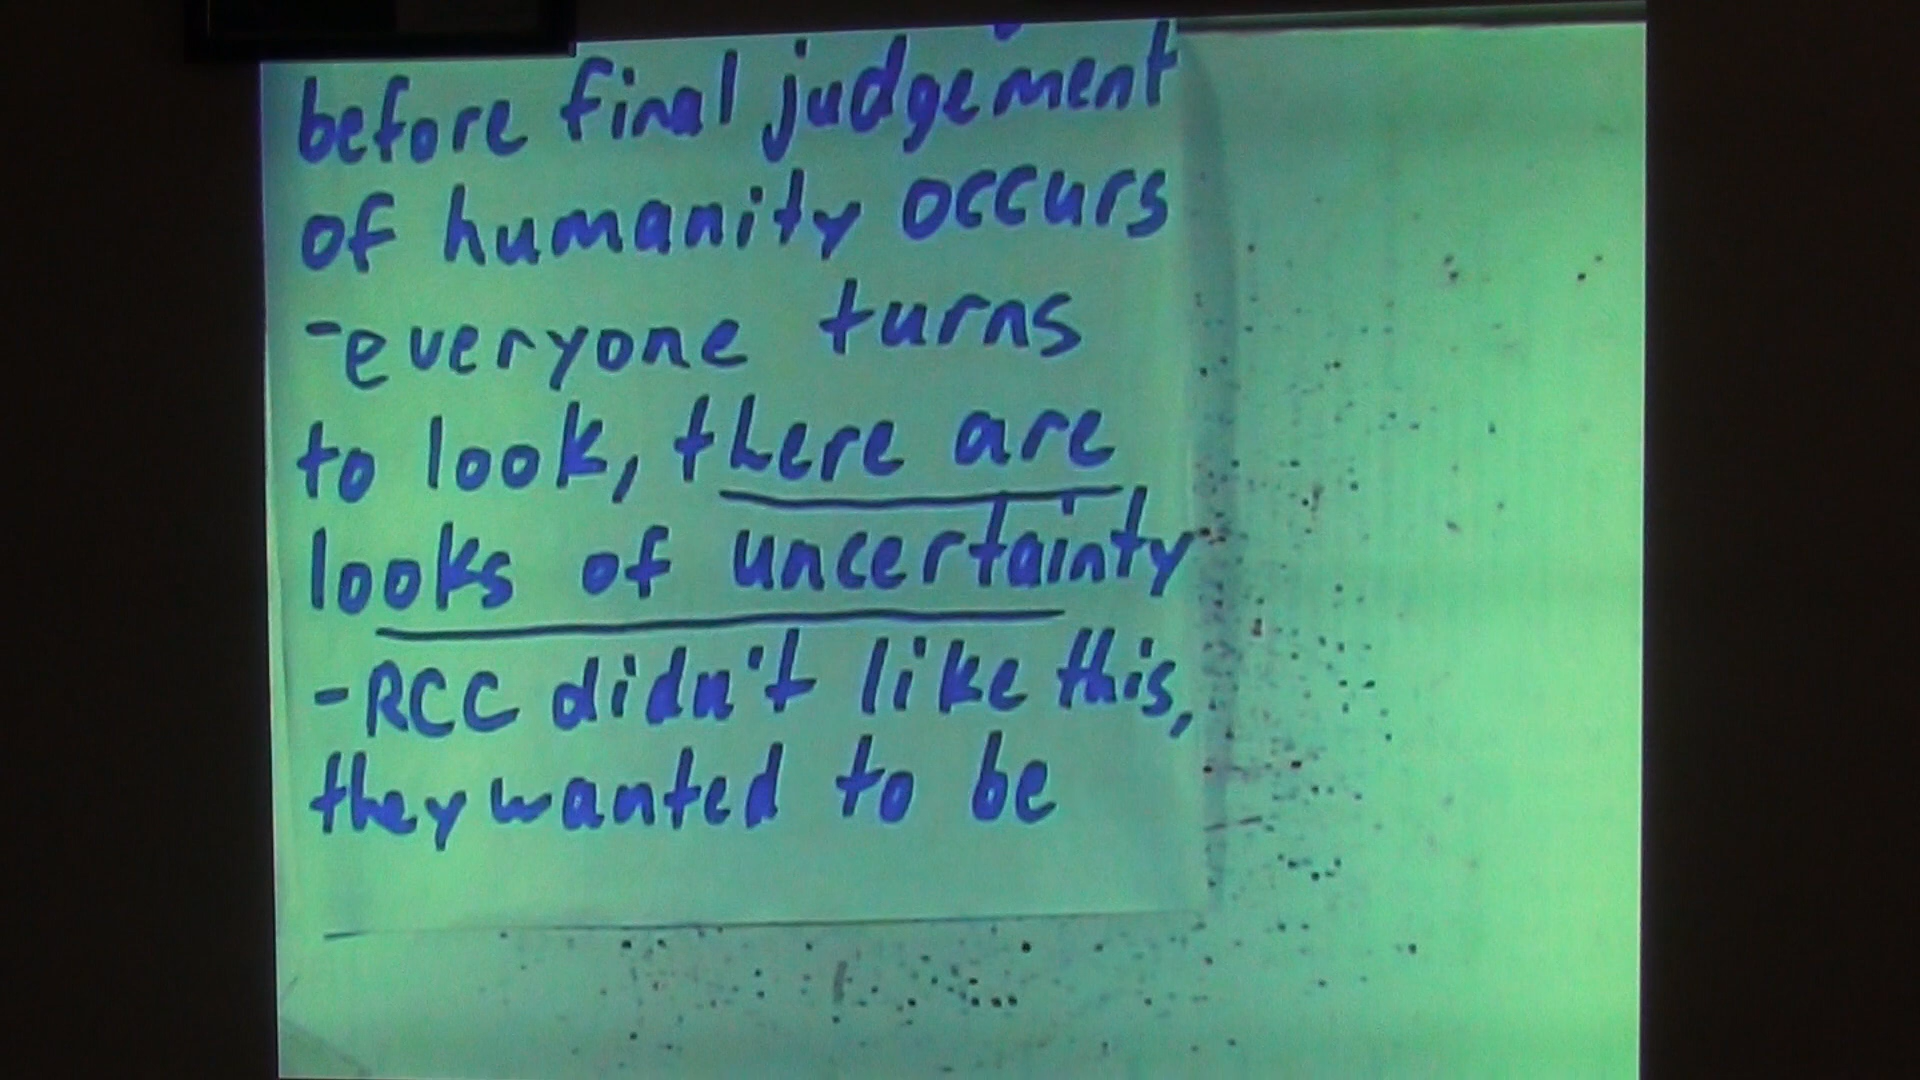 before final judgement
of humanity occurs
-everyone turns
to look, there are
looks of uncertainty
-RCC didn't like this,
they wanted to be